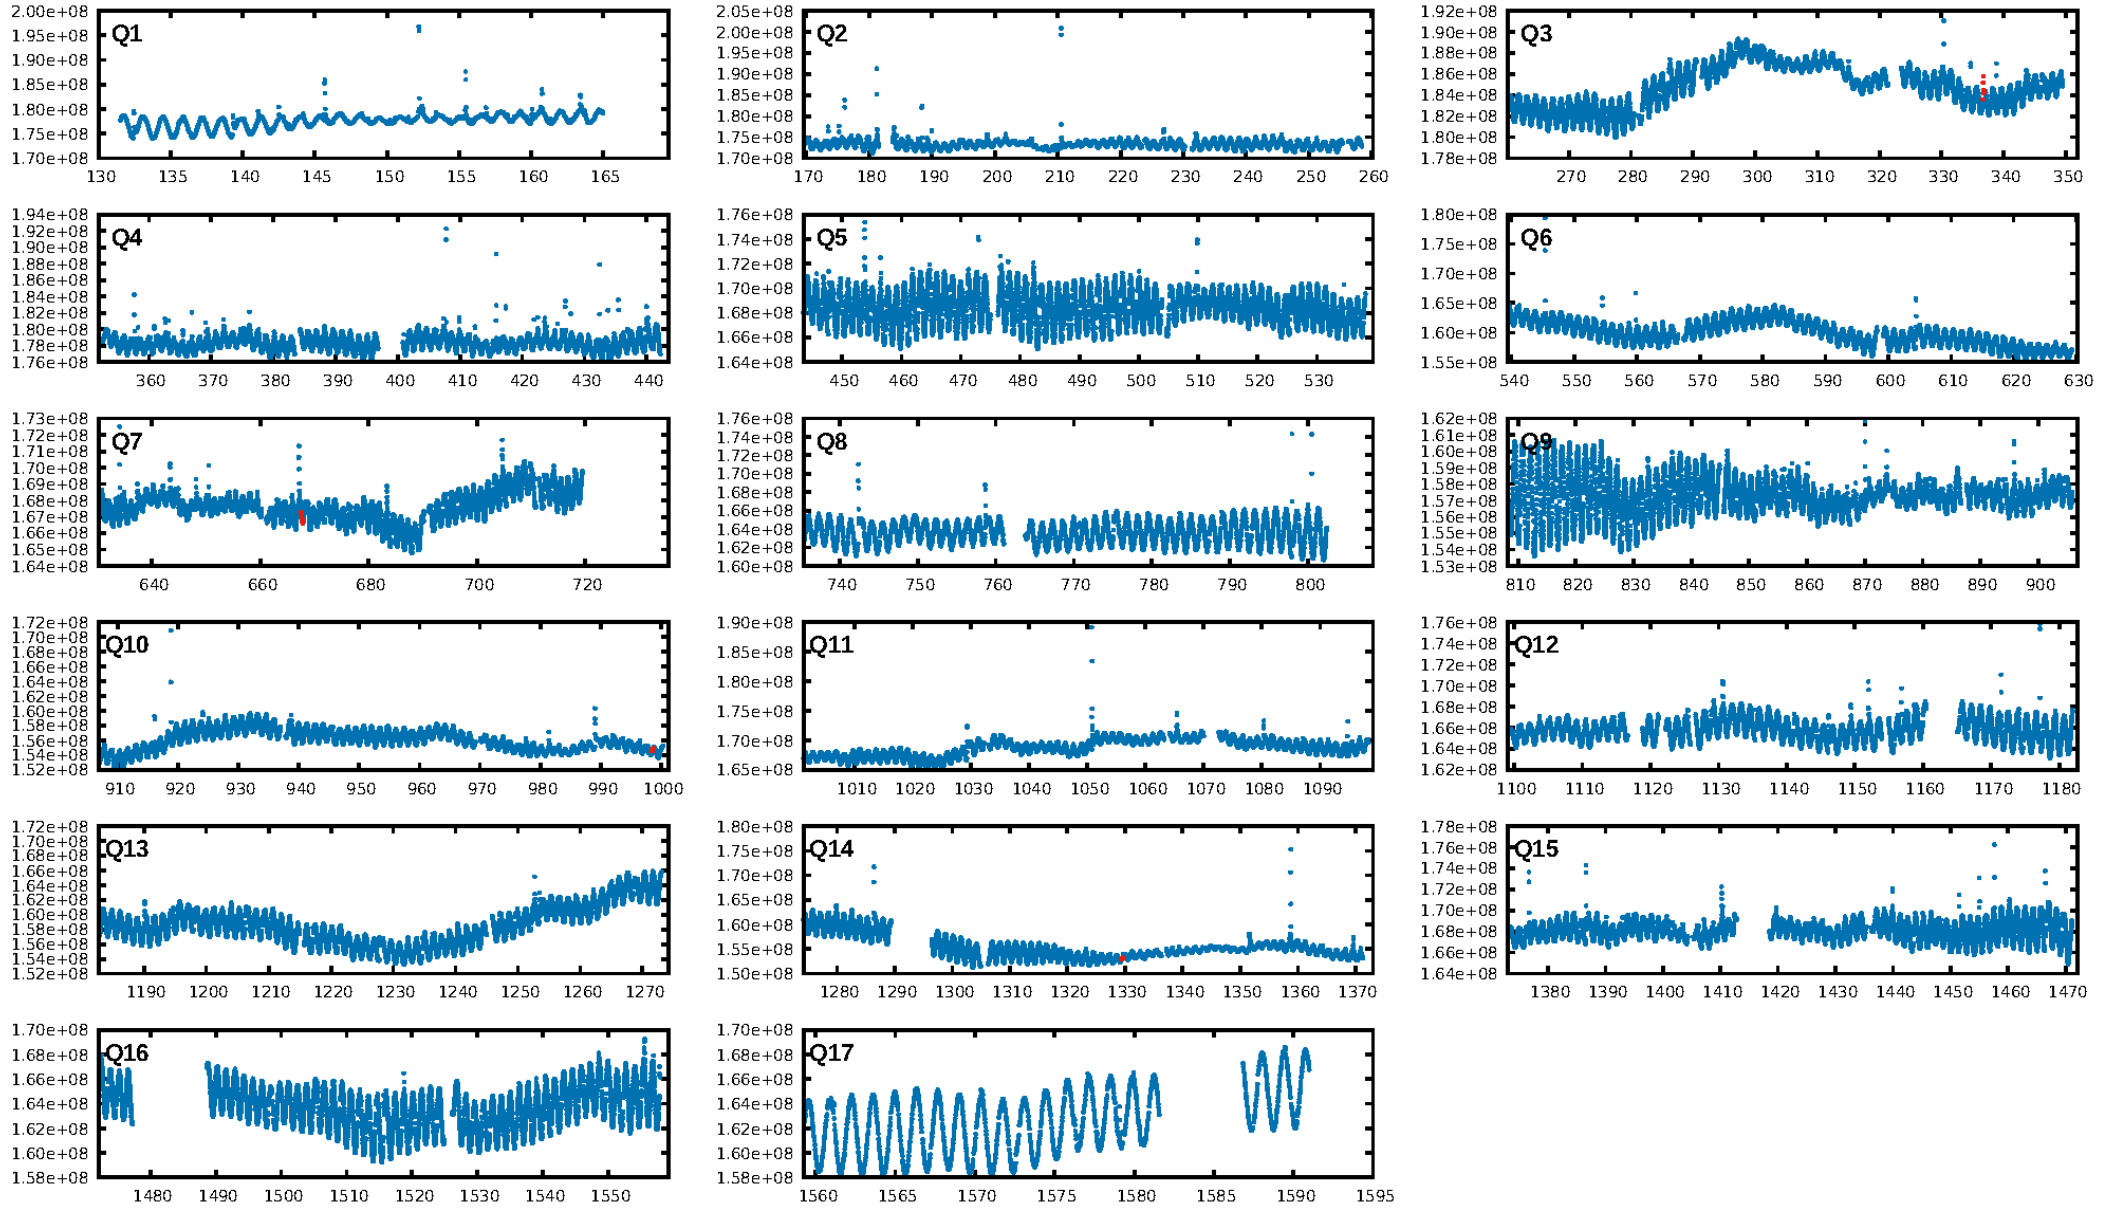 2.00e+08
1.95e+08
1.90e+08
1.85e+08
1.80e+08
1.75e+08
1.70e+08
Q1
130 135 140 145 150 155 160 165
2.05e+08
2.00e+08
1.95e+08
1.90e+08
1.85e+08
1.80e+08
1.75e+08
1.70e+08
Q2
170 180 190 200 210 220 230 240 250 260
1.92e+08
1.90e+08
1.88e+08
1.86e+08
1.84e+08
1.82e+08
1.80e+08
1.78e+08
Q3
270 280 290 300 310 320 330 340 350
1.94e+08
1.92e+08
1.90e+08
1.88e+08
1.86e+08
1.84e+08
1.82e+08
1.80e+08
1.78e+08
1.76e+08
Q4
360 370 380 390 400 410 420 430 440
1.76e+08
1.74e+08
1.72e+08
1.70e+08
1.68e+08
1.66e+08
1.64e+08
Q5
450 460 470 480 490 500 510 520 530
1.80e+08
1.75e+08
1.70e+08
1.65e+08
1.60e+08
1.55e+08
Q6
540 550 560 570 580 590 600 610 620 630
1.73e+08
1.72e+08
1.71e+08
1.70e+08
1.69e+08
1.68e+08
1.67e+08
1.66e+08
1.65e+08
1.64e+08
Q7
640 660 680 700 720
1.76e+08
1.74e+08
1.72e+08
1.70e+08
1.68e+08
1.66e+08
1.64e+08
1.62e+08
1.60e+08
Q8
740 750 760 770 780 790 800
1.62e+08
1.61e+08
1.60e+08
1.59e+08
1.58e+08
1.57e+08
1.56e+08
1.55e+08
1.54e+08
1.53e+08
Q9
810 820 830 840 850 860 870 880 890 900
1.72e+08
1.70e+08
1.68e+08
1.66e+08
1.64e+08
1.62e+08
1.60e+08
1.58e+08
1.56e+08
1.54e+08
1.52e+08
Q10
910 920 930 940 950 960 970 980 990 1000
1.90e+08
1.85e+08
1.80e+08
1.75e+08
1.70e+08
1.65e+08
Q11
1010 1020 1030 1040 1050 1060 1070 1080 1090
1.76e+08
1.74e+08
1.72e+08
1.70e+08
1.68e+08
1.66e+08
1.64e+08
1.62e+08
Q12
1100 1110 1120 1130 1140 1150 1160 1170 1180
1.72e+08
1.70e+08
1.68e+08
1.66e+08
1.64e+08
1.62e+08
1.60e+08
1.58e+08
1.56e+08
1.54e+08
1.52e+08
Q13
1190 1200 1210 1220 1230 1240 1250 1260 1270
1.80e+08
1.75e+08
1.70e+08
1.65e+08
1.60e+08
1.55e+08
1.50e+08
Q14
1280 1290 1300 1310 1320 1330 1340 1350 1360 1370
1.78e+08
1.76e+08
1.74e+08
1.72e+08
1.70e+08
1.68e+08
1.66e+08
1.64e+08
Q15
1380 1390 1400 1410 1420 1430 1440 1450 1460 1470
1.70e+08
1.68e+08
1.66e+08
1.64e+08
1.62e+08
1.60e+08
1.58e+08
Q16
1480 1490 1500 1510 1520 1530 1540 1550
1.70e+08
1.68e+08
1.66e+08
1.64e+08
1.62e+08
1.60e+08
1.58e+08
Q17
1560 1565 1570 1575 1580 1585 1590 1595